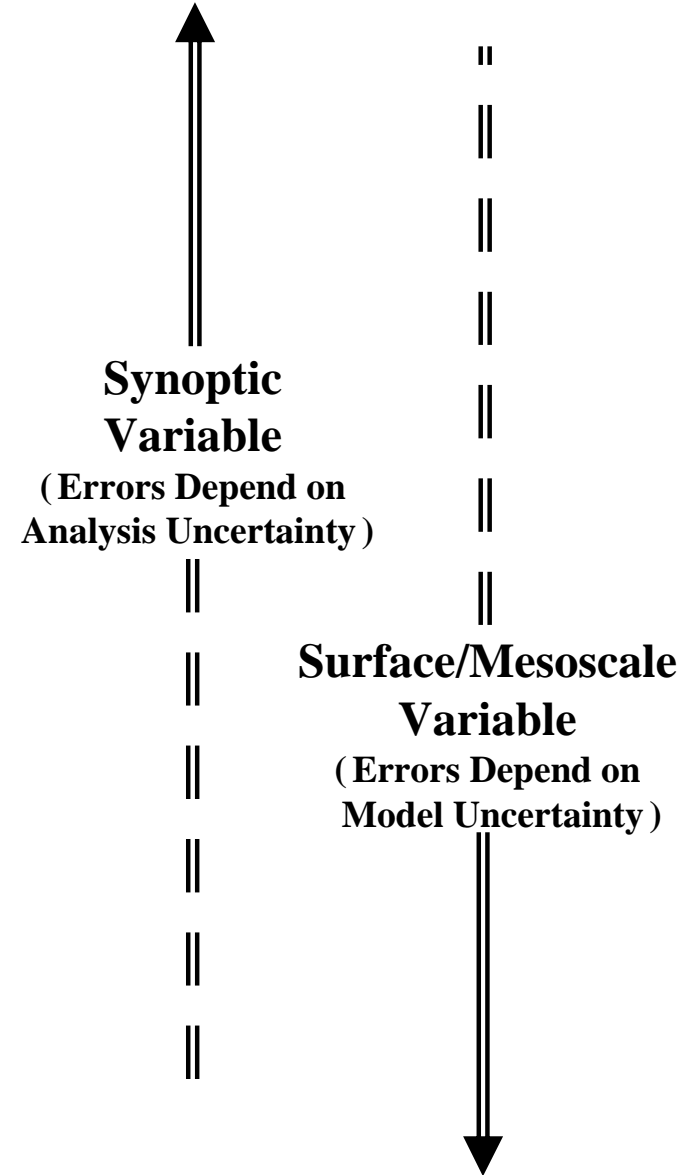 Synoptic
Variable
(Errors Depend on
Analysis Uncertainty)
Surface/Mesoscale
Variable
(Errors Depend on
Model Uncertainty)